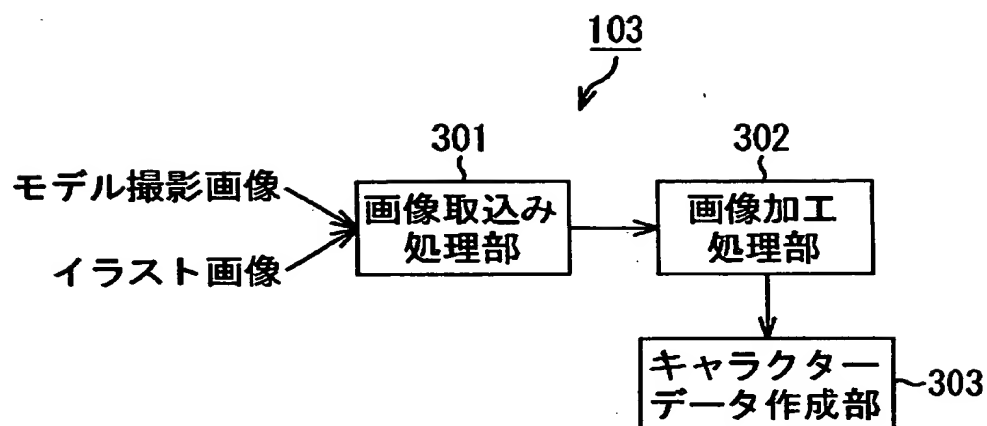 103
301
302
モデル撮影画像
イラスト画像
画像取込み
処理部
画像加工
処理部
キャラクター
データ作成部
303